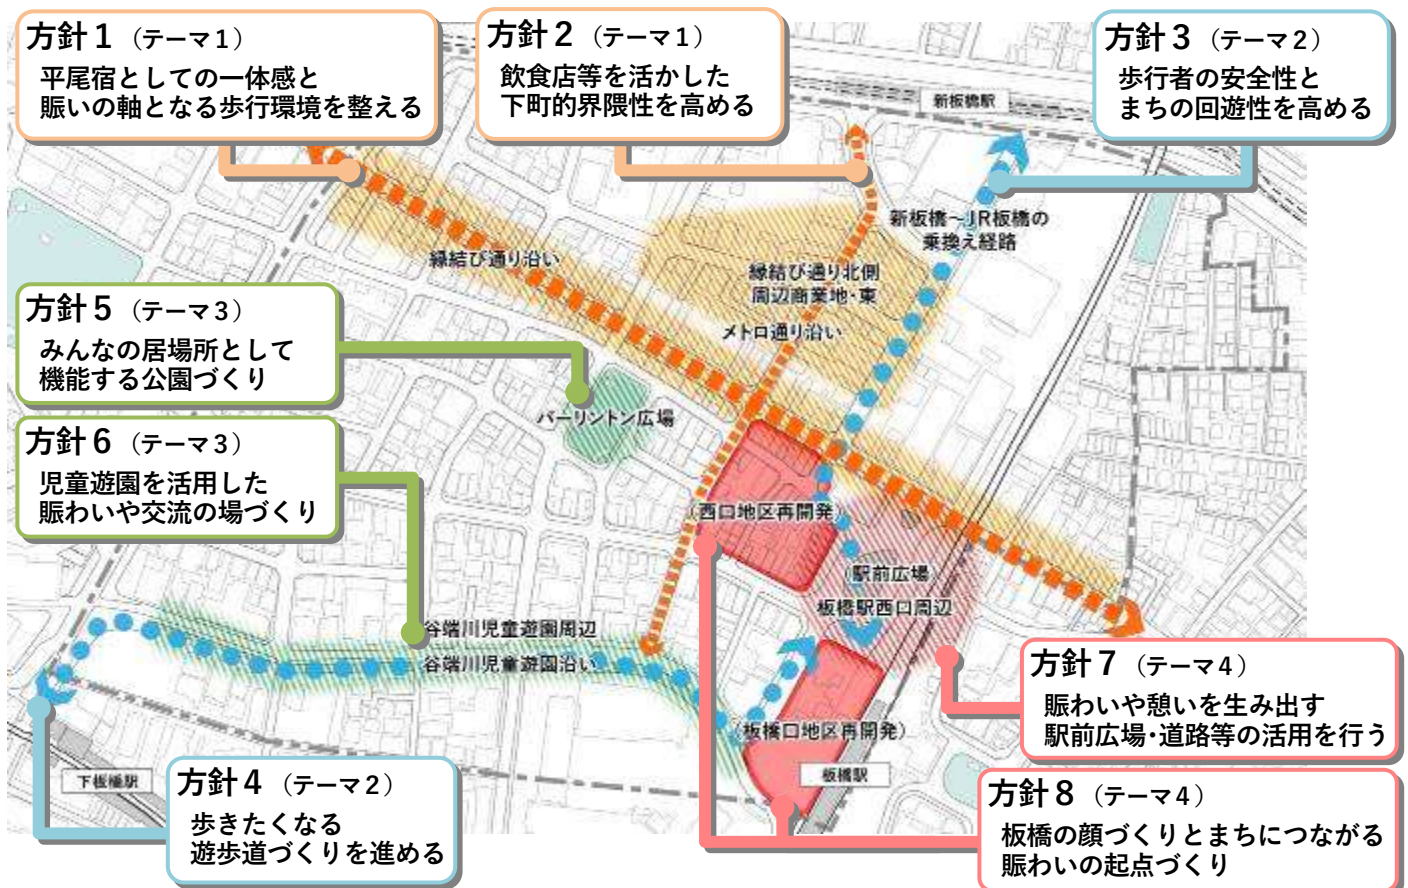 方針１（テーマ１）
平尾宿としての一体感と
賑いの軸となる歩行環境を整える
方針２（テーマ１）
飲食店等を活かした
下町的界隈性を高める
方針３（テーマ２）
歩行者の安全性と
まちの回遊性を高める
新板橋駅
新板橋～JR板橋の
乗換え経路
縁結び通り沿い
縁結び通り北側
周辺商業地・東
メトロ通り沿い
方針５（テーマ３）
みんなの居場所として
機能する公園づくり
バーリントン広場
方針６（テーマ３）
児童遊園を活用した
賑わいや交流の場づくり
（西口地区再開発）
（駅前広場）
板橋駅西口周辺
谷端川児童遊園周辺
谷端川児童遊園沿い
方針７（テーマ４）
賑わいや憩いを生み出す
駅前広場・道路等の活用を行う
（板橋口地区再開発）
板橋駅
下板橋駅
方針４（テーマ２）
歩きたくなる
遊歩道づくりを進める
方針８（テーマ４）
板橋の顔づくりとまちにつながる
賑わいの起点づくり